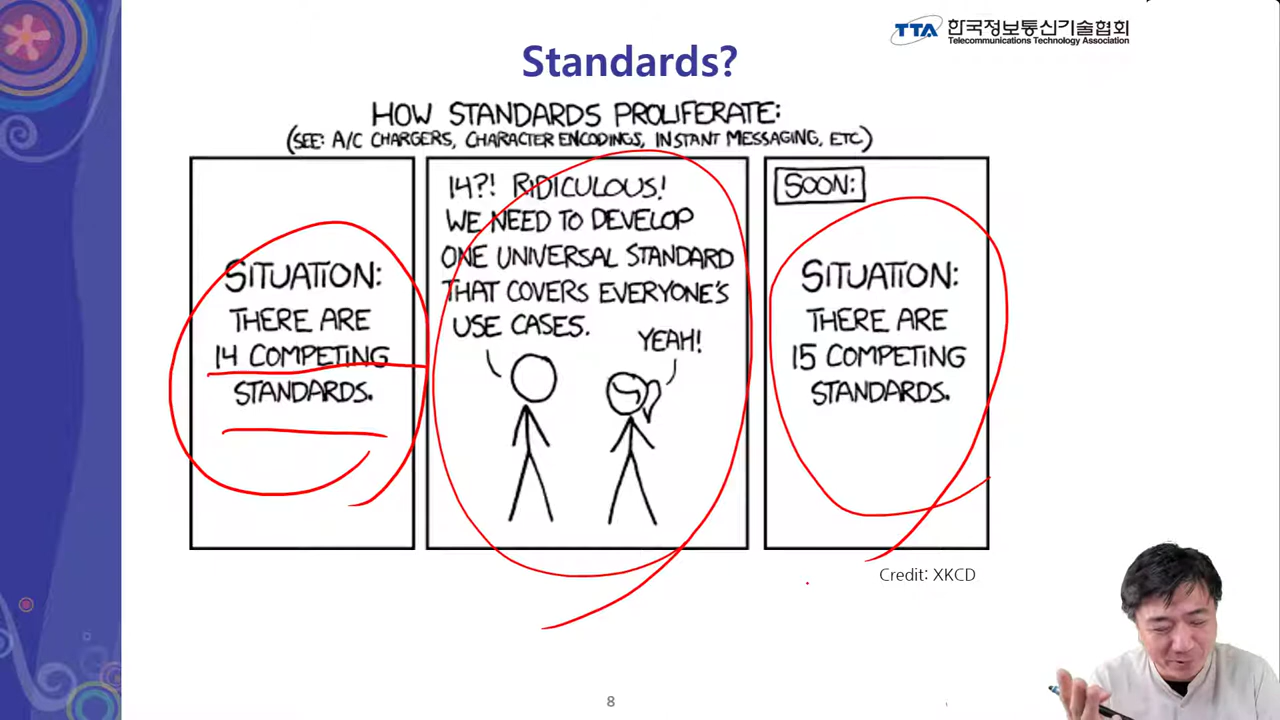 TTA 한국정보통신기술협회
Telecommunications Technology Association
Standards?
HOW STANDARDS PROLIFERATE:
(SEE: A/C CHARGERS, CHARACTER ENCODINGS, INSTANT MESSAGING, ETC.)
SITUATION:
THERE ARE
14 COMPETING
STANDARDS.
14?! RIDICULOUS!
WE NEED TO DEVELOP
ONE UNIVERSAL STANDARD
THAT COVERS EVERYONE'S
USE CASES.
YEAH!
SOON:
SITUATION:
THERE ARE
15 COMPETING
STANDARDS.
Credit: XKCD
8